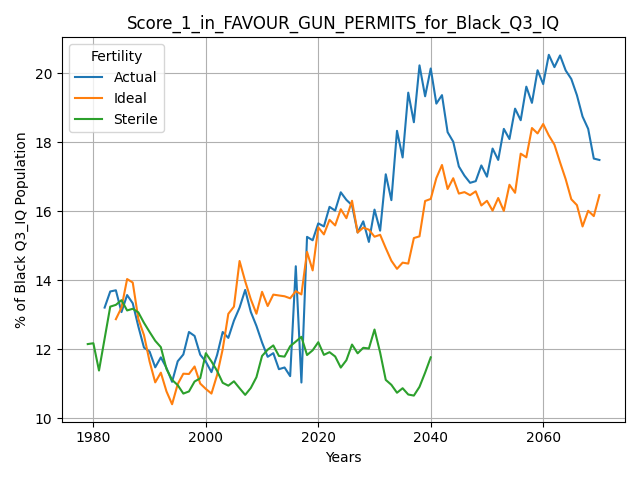 Score_1_in_FAVOUR_GUN_PERMITS_for_Black_Q3_IQ
Fertility
Actual
Ideal
Sterile
% of Black Q3_IQ Population
20
18
16
14
12
10
1980
2000
2020
2040
2060
Years